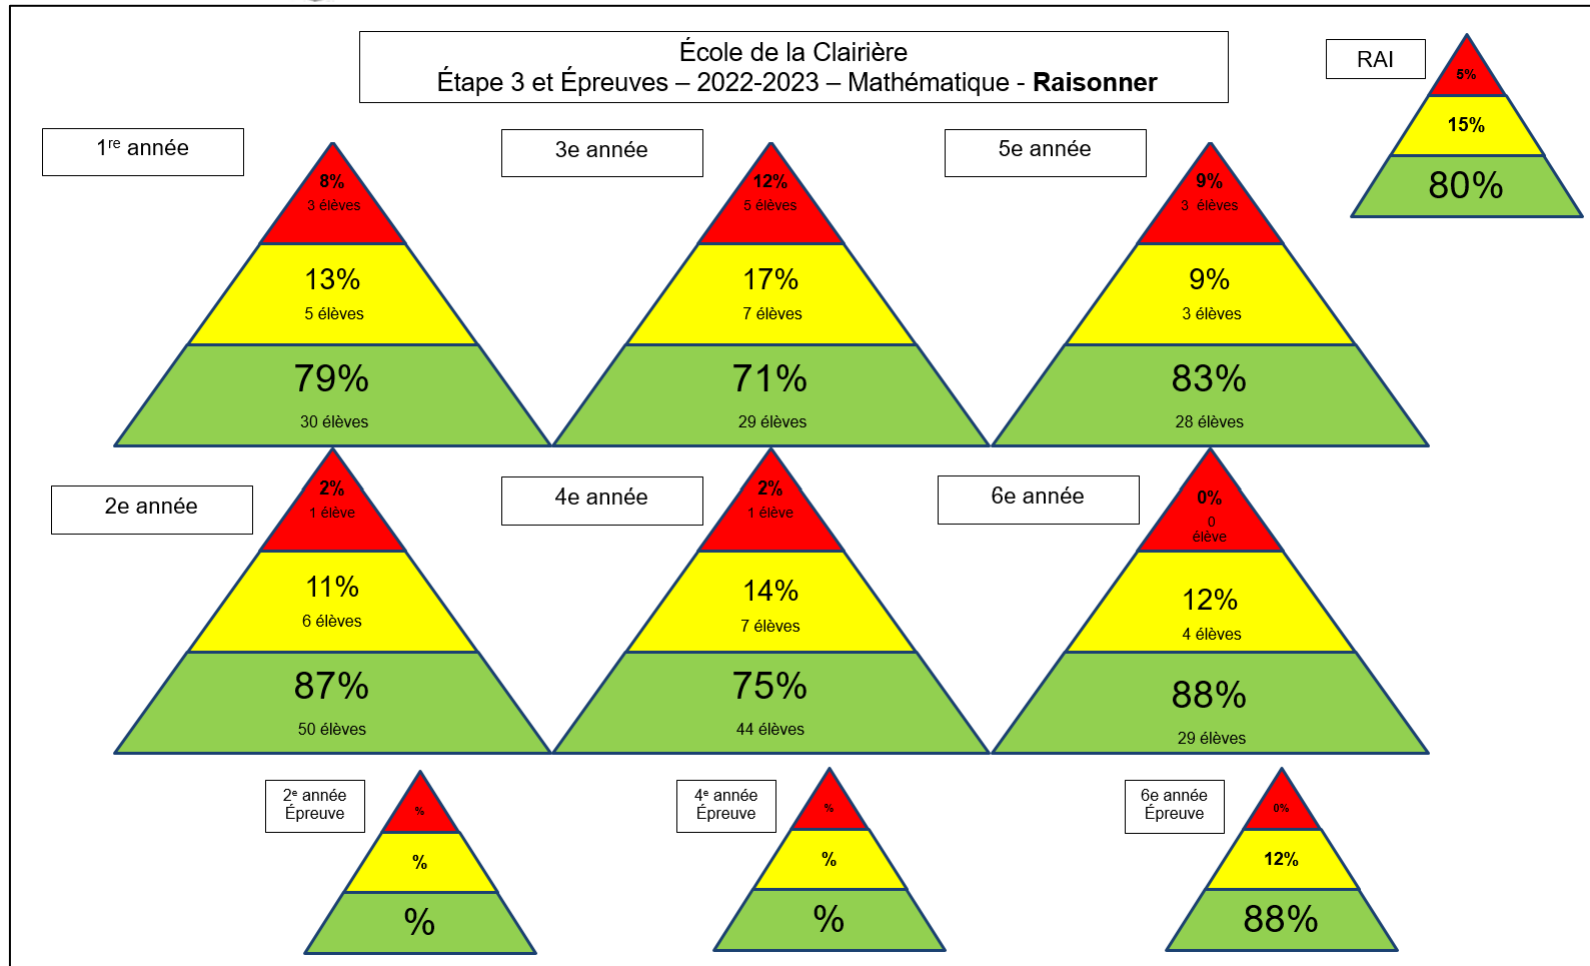 École de la Clairière
Étape 3 et Épreuves – 2022-2023 – Mathématique - Raisonner
RAI
5%
15%
80%
1re année
8%
3 élèves
13%
5 élèves
79%
30 élèves
3e année
12%
5 élèves
17%
7 élèves
71%
29 élèves
5e année
9%
3 élèves
9%
3 élèves
83%
28 élèves
2e année
2%
1 élève
11%
6 élèves
87%
50 élèves
4e année
2%
1 élève
14%
7 élèves
75%
44 élèves
6e année
0%
0
élève
12%
4 élèves
88%
29 élèves
2e année
Épreuve
%
%
%
4e année
Épreuve
%
%
%
6e année
Épreuve
0%
12%
88%